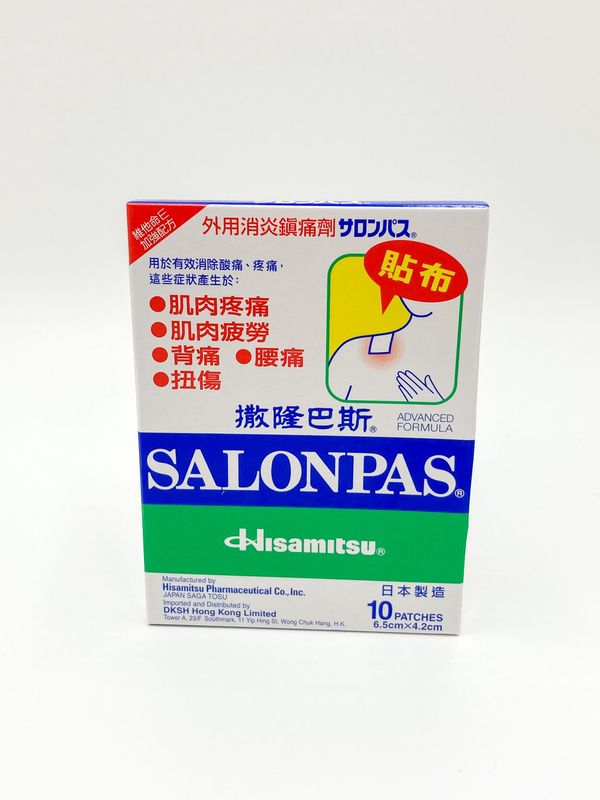 維他命E
加強配方
外用消炎鎮痛劑 サロンパス®
用於有效消除酸痛、疼痛,
這些症狀產生於:
貼布
●肌肉疼痛
●肌肉疲勞
●背痛 ●腰痛
●扭傷
撒隆巴斯®
ADVANCED
FORMULA
SALONPAS®
Hisamitsu®
Manufactured by
Hisamitsu Pharmaceutical Co., Inc.
JAPAN SAGA TOSU
Imported and Distributed by
DKSH Hong Kong Limited
Tower A, 23/F. Southmark, 11 Yip Hing St. Wong Chuk Hang, H.K.
日本製造
10 PATCHES
6.5cm×4.2cm